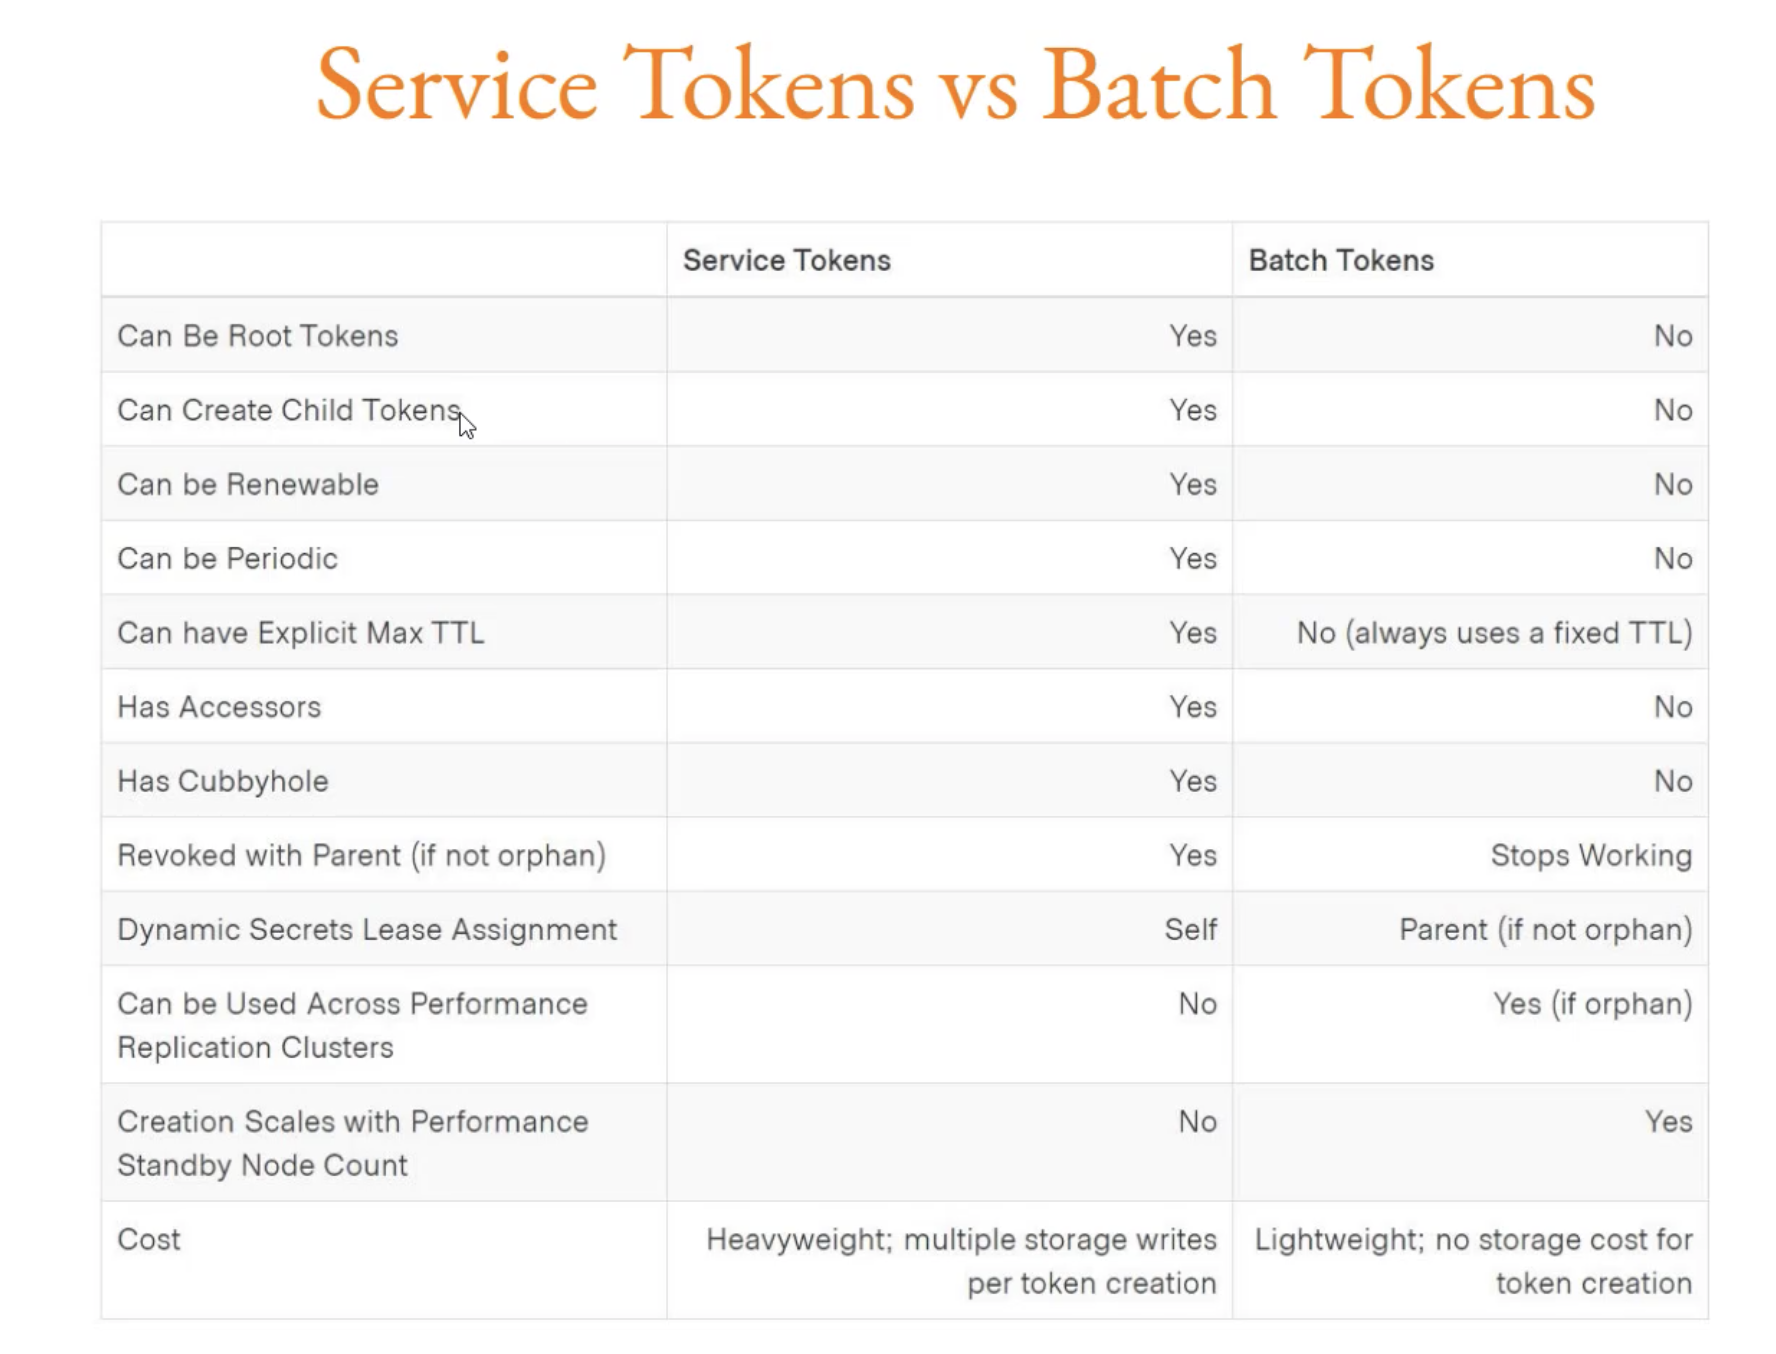 Service Tokens vs Batch Tokens
Service Tokens Batch Tokens
Can Be Root Tokens Yes No
Can Create Child Tokens Yes No
Can be Renewable Yes No
Can be Periodic Yes No
Can have Explicit Max TTL Yes No (always uses a fixed TTL)
Has Accessors Yes No
Has Cubbyhole Yes No
Revoked with Parent (if not orphan) Yes Stops Working
Dynamic Secrets Lease Assignment Self Parent (if not orphan)
Can be Used Across Performance No Yes (if orphan)
Replication Clusters
Creation Scales with Performance No Yes
Standby Node Count
Cost Heavyweight; multiple storage writes Lightweight; no storage cost for
per token creation token creation